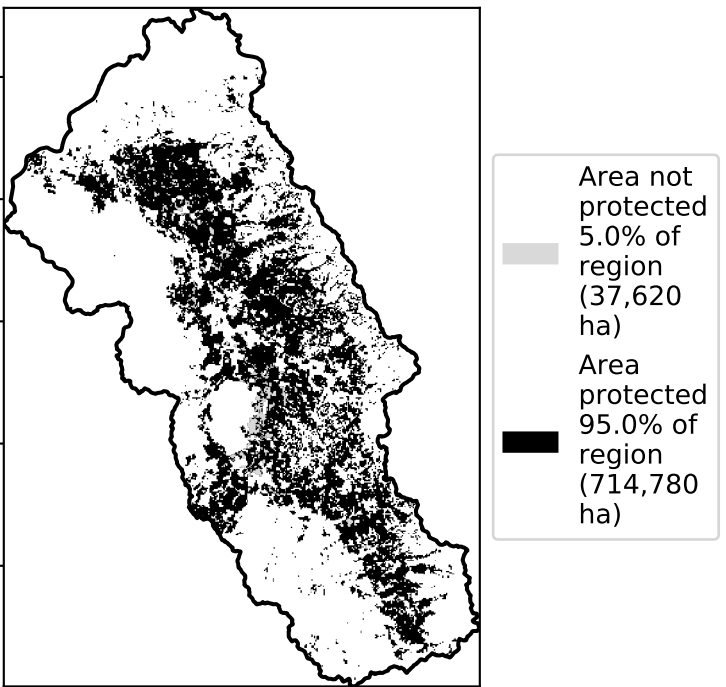 Area not
protected
5.0% of
region
(37,620
ha)
Area
protected
95.0% of
region
(714,780
ha)